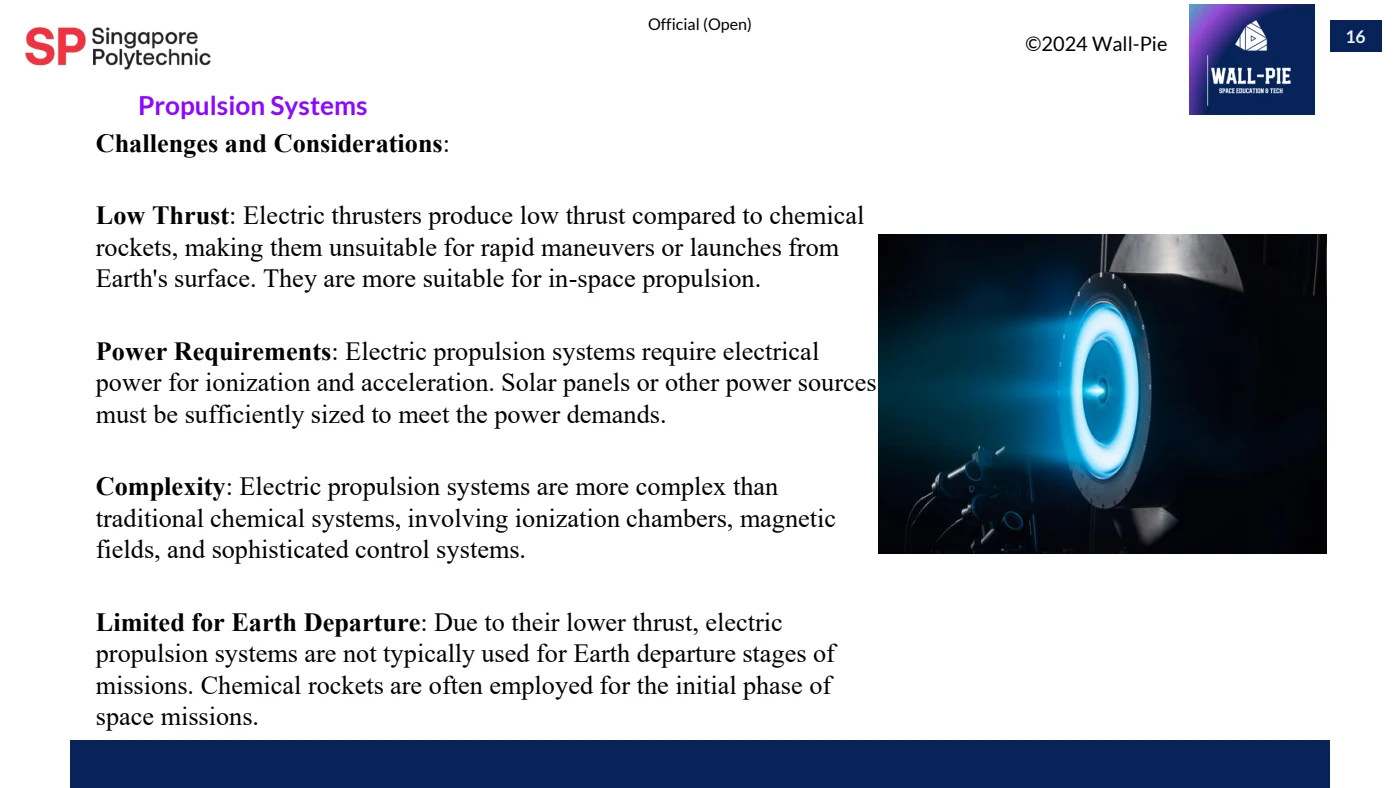 Official (Open)
SP Singapore
Polytechnic
©2024 Wall-Pie
WALL-PIE
SPACE EDUCATION & TECH
16
Propulsion Systems
Challenges and Considerations:
Low Thrust: Electric thrusters produce low thrust compared to chemical
rockets, making them unsuitable for rapid maneuvers or launches from
Earth's surface. They are more suitable for in-space propulsion.
Power Requirements: Electric propulsion systems require electrical
power for ionization and acceleration. Solar panels or other power sources
must be sufficiently sized to meet the power demands.
Complexity: Electric propulsion systems are more complex than
traditional chemical systems, involving ionization chambers, magnetic
fields, and sophisticated control systems.
Limited for Earth Departure: Due to their lower thrust, electric
propulsion systems are not typically used for Earth departure stages of
missions. Chemical rockets are often employed for the initial phase of
space missions.